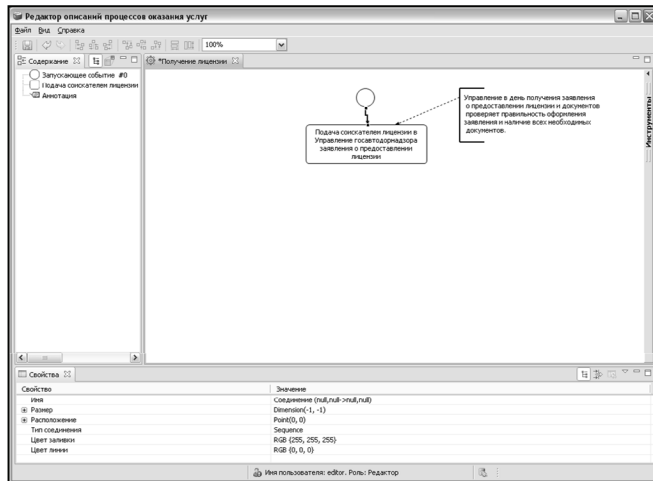 Редактор описаний процессов оказания услуг
Файл Вид Справка
100%
Содержание
*Получение лицензии
Запускающее событие #0
Подача соискателем лицензии
Аннотация
Подача соискателем лицензии в
Управление госавтодорнадзора
заявления о предоставлении
лицензии
Управление в день получения заявления
о предоставлении лицензии и документов
проверяет правильность оформления
заявления и наличие всех необходимых
документов.
Инструменты
Свойства
Свойство Значение
Имя Соединение (null,null->null,null)
Размер Dimension(-1, -1)
Расположение Point(0, 0)
Тип соединения Sequence
Цвет заливки RGB {255, 255, 255}
Цвет линии RGB {0, 0, 0}
Имя пользователя: editor. Роль: Редактор